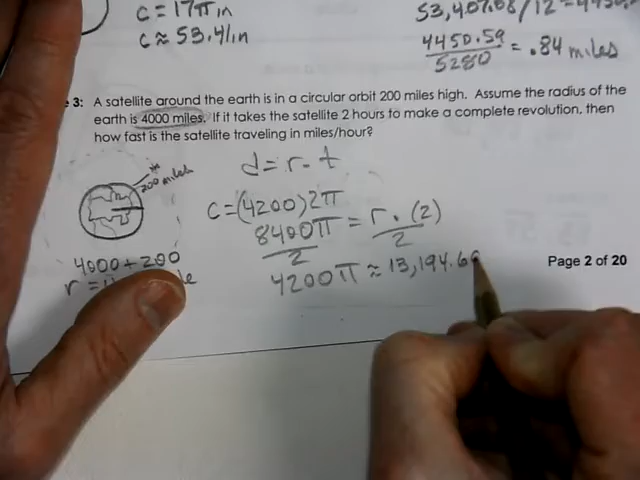 C = 17π in
C ≈ 53.41in
53,407.08/12 =
4450.59
5280
= .84 miles
3: A satellite around the earth is in a circular orbit 200 miles high. Assume the radius of the
earth is 4000 miles. If it takes the satellite 2 hours to make a complete revolution, then
how fast is the satellite traveling in miles/hour?
d = r · t
200 miles
C = (4200)2π
8400π = r · (2)
2 2
4000 + 200
r =
4200π ≈ 13,194.6
Page 2 of 20